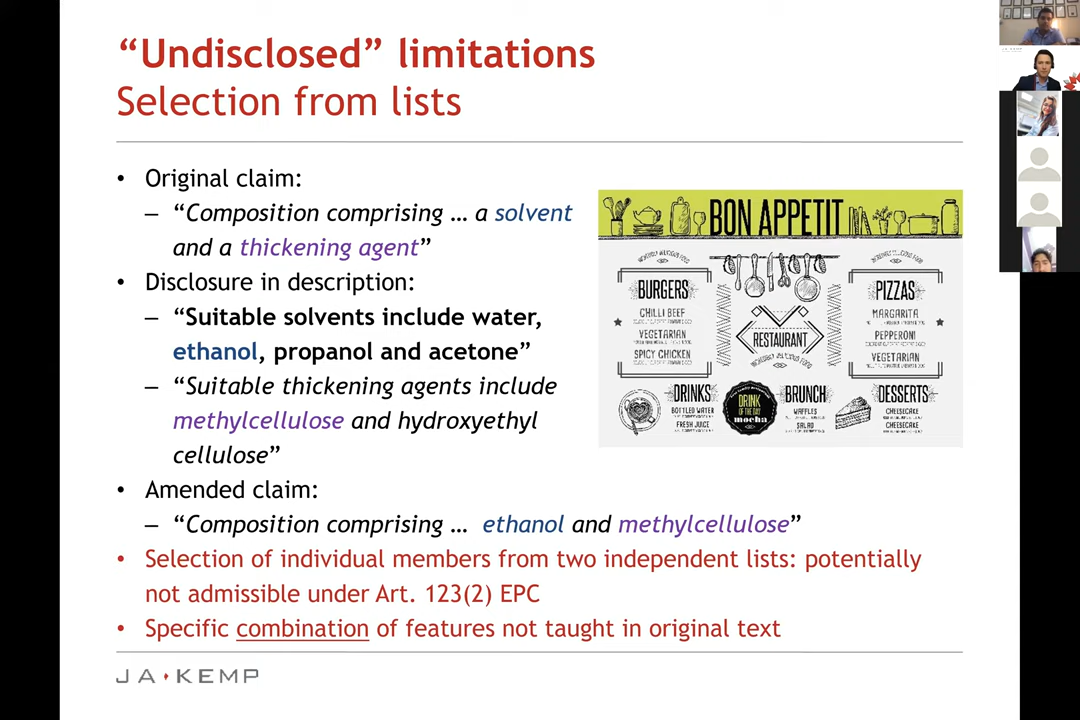 “Undisclosed” limitations
Selection from lists
• Original claim:
– “Composition comprising … a solvent
and a thickening agent”
• Disclosure in description:
– “Suitable solvents include water,
ethanol, propanol and acetone”
– “Suitable thickening agents include
methylcellulose and hydroxyethyl
cellulose”
• Amended claim:
– “Composition comprising … ethanol and methylcellulose”
• Selection of individual members from two independent lists: potentially
not admissible under Art. 123(2) EPC
• Specific combination of features not taught in original text
BON APPETIT
BURGERS
CHILLI BEEF
VEGETARIAN
SPICY CHICKEN
RESTAURANT
PIZZAS
MARGARITA
PEPPERONI
VEGETARIAN
DRINKS
BOTTLED WATER
FRESH JUICE
DRINK
OF THE DAY
mocha
BRUNCH
WAFFLES
SALAD
DESSERTS
CHEESECAKE
CHEESECAKE
JA KEMP